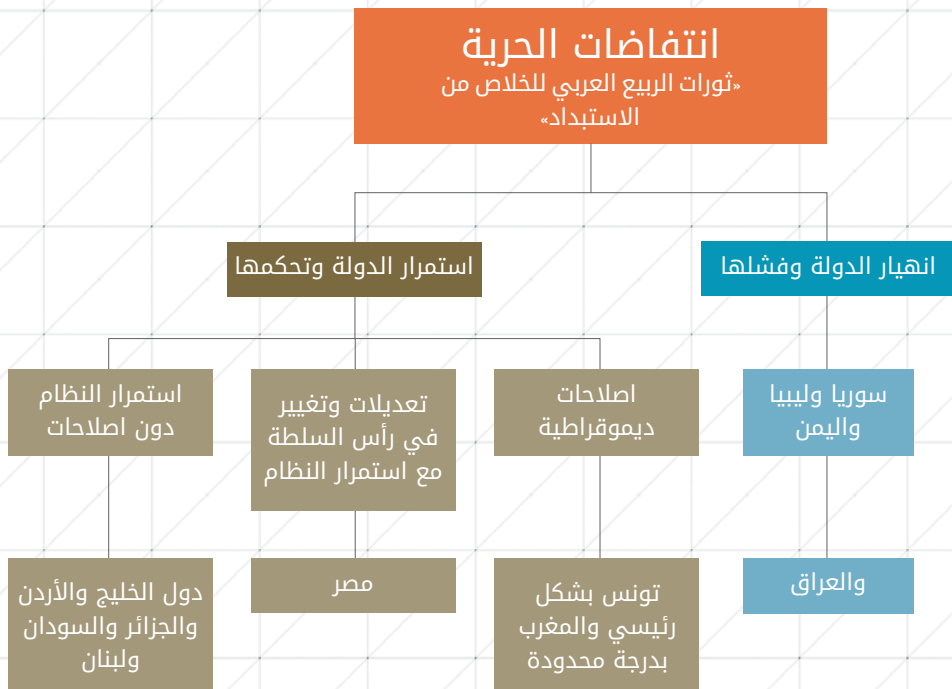 انتفاضات الحرية
«ثورات الربيع العربي للخلاص من
الاستبداد»
انهيار الدولة وفشلها
استمرار الدولة وتحكمها
سوريا وليبيا
واليمن
اصلاحات
ديموقراطية
تعديلات وتغيير
في رأس السلطة
مع استمرار النظام
استمرار النظام
دون اصلاحات
والعراق
تونس بشكل
رئيسي والمغرب
بدرجة محدودة
مصر
دول الخليج والأردن
والجزائر والسودان
ولبنان